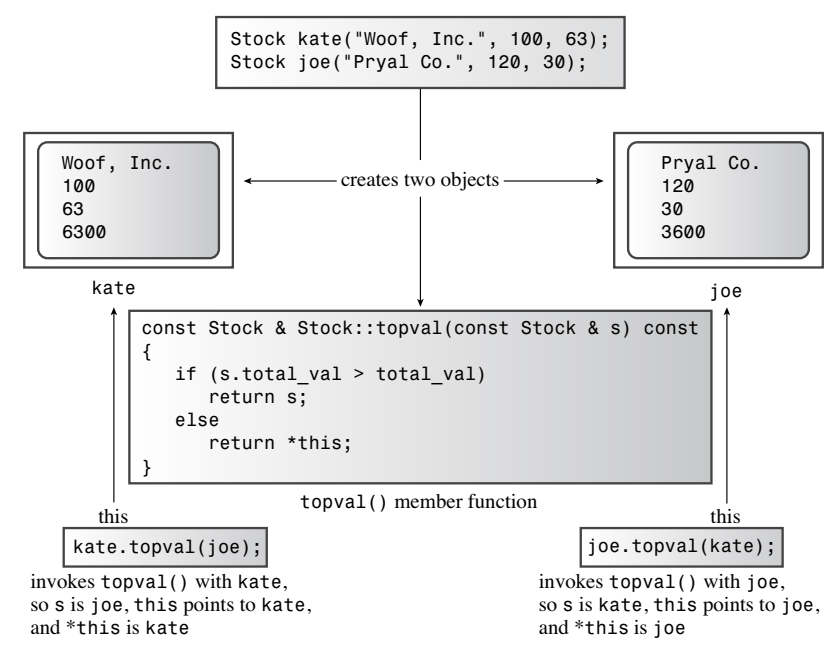 Stock kate("Woof, Inc.", 100, 63);
Stock joe("Pryal Co.", 120, 30);
Woof, Inc.
100
63
6300
kate
creates two objects
Pryal Co.
120
30
3600
joe
const Stock & Stock::topval(const Stock & s) const
{
if (s.total_val > total_val)
return s;
else
return *this;
}
topval() member function
this
kate.topval(joe);
invokes topval() with kate,
so s is joe, this points to kate,
and *this is kate
this
joe.topval(kate);
invokes topval() with joe,
so s is kate, this points to joe,
and *this is joe